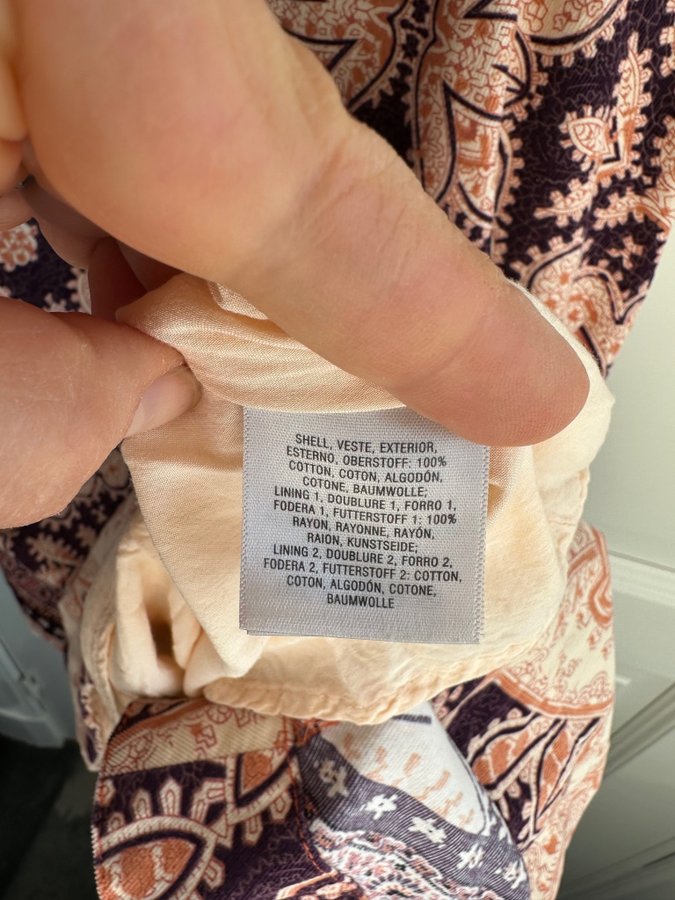 SHELL, VESTE, EXTERIOR,
ESTERNO, OBERSTOFF: 100%
COTTON, COTON, ALGODÓN,
COTONE, BAUMWOLLE;
LINING 1, DOUBLURE 1, FORRO 1,
FODERA 1, FUTTERSTOFF 1: 100%
RAYON, RAYONNE, RAYÓN,
RAION, KUNSTSEIDE;
LINING 2, DOUBLURE 2, FORRO 2,
FODERA 2, FUTTERSTOFF 2: COTTON,
COTON, ALGODÓN, COTONE,
BAUMWOLLE